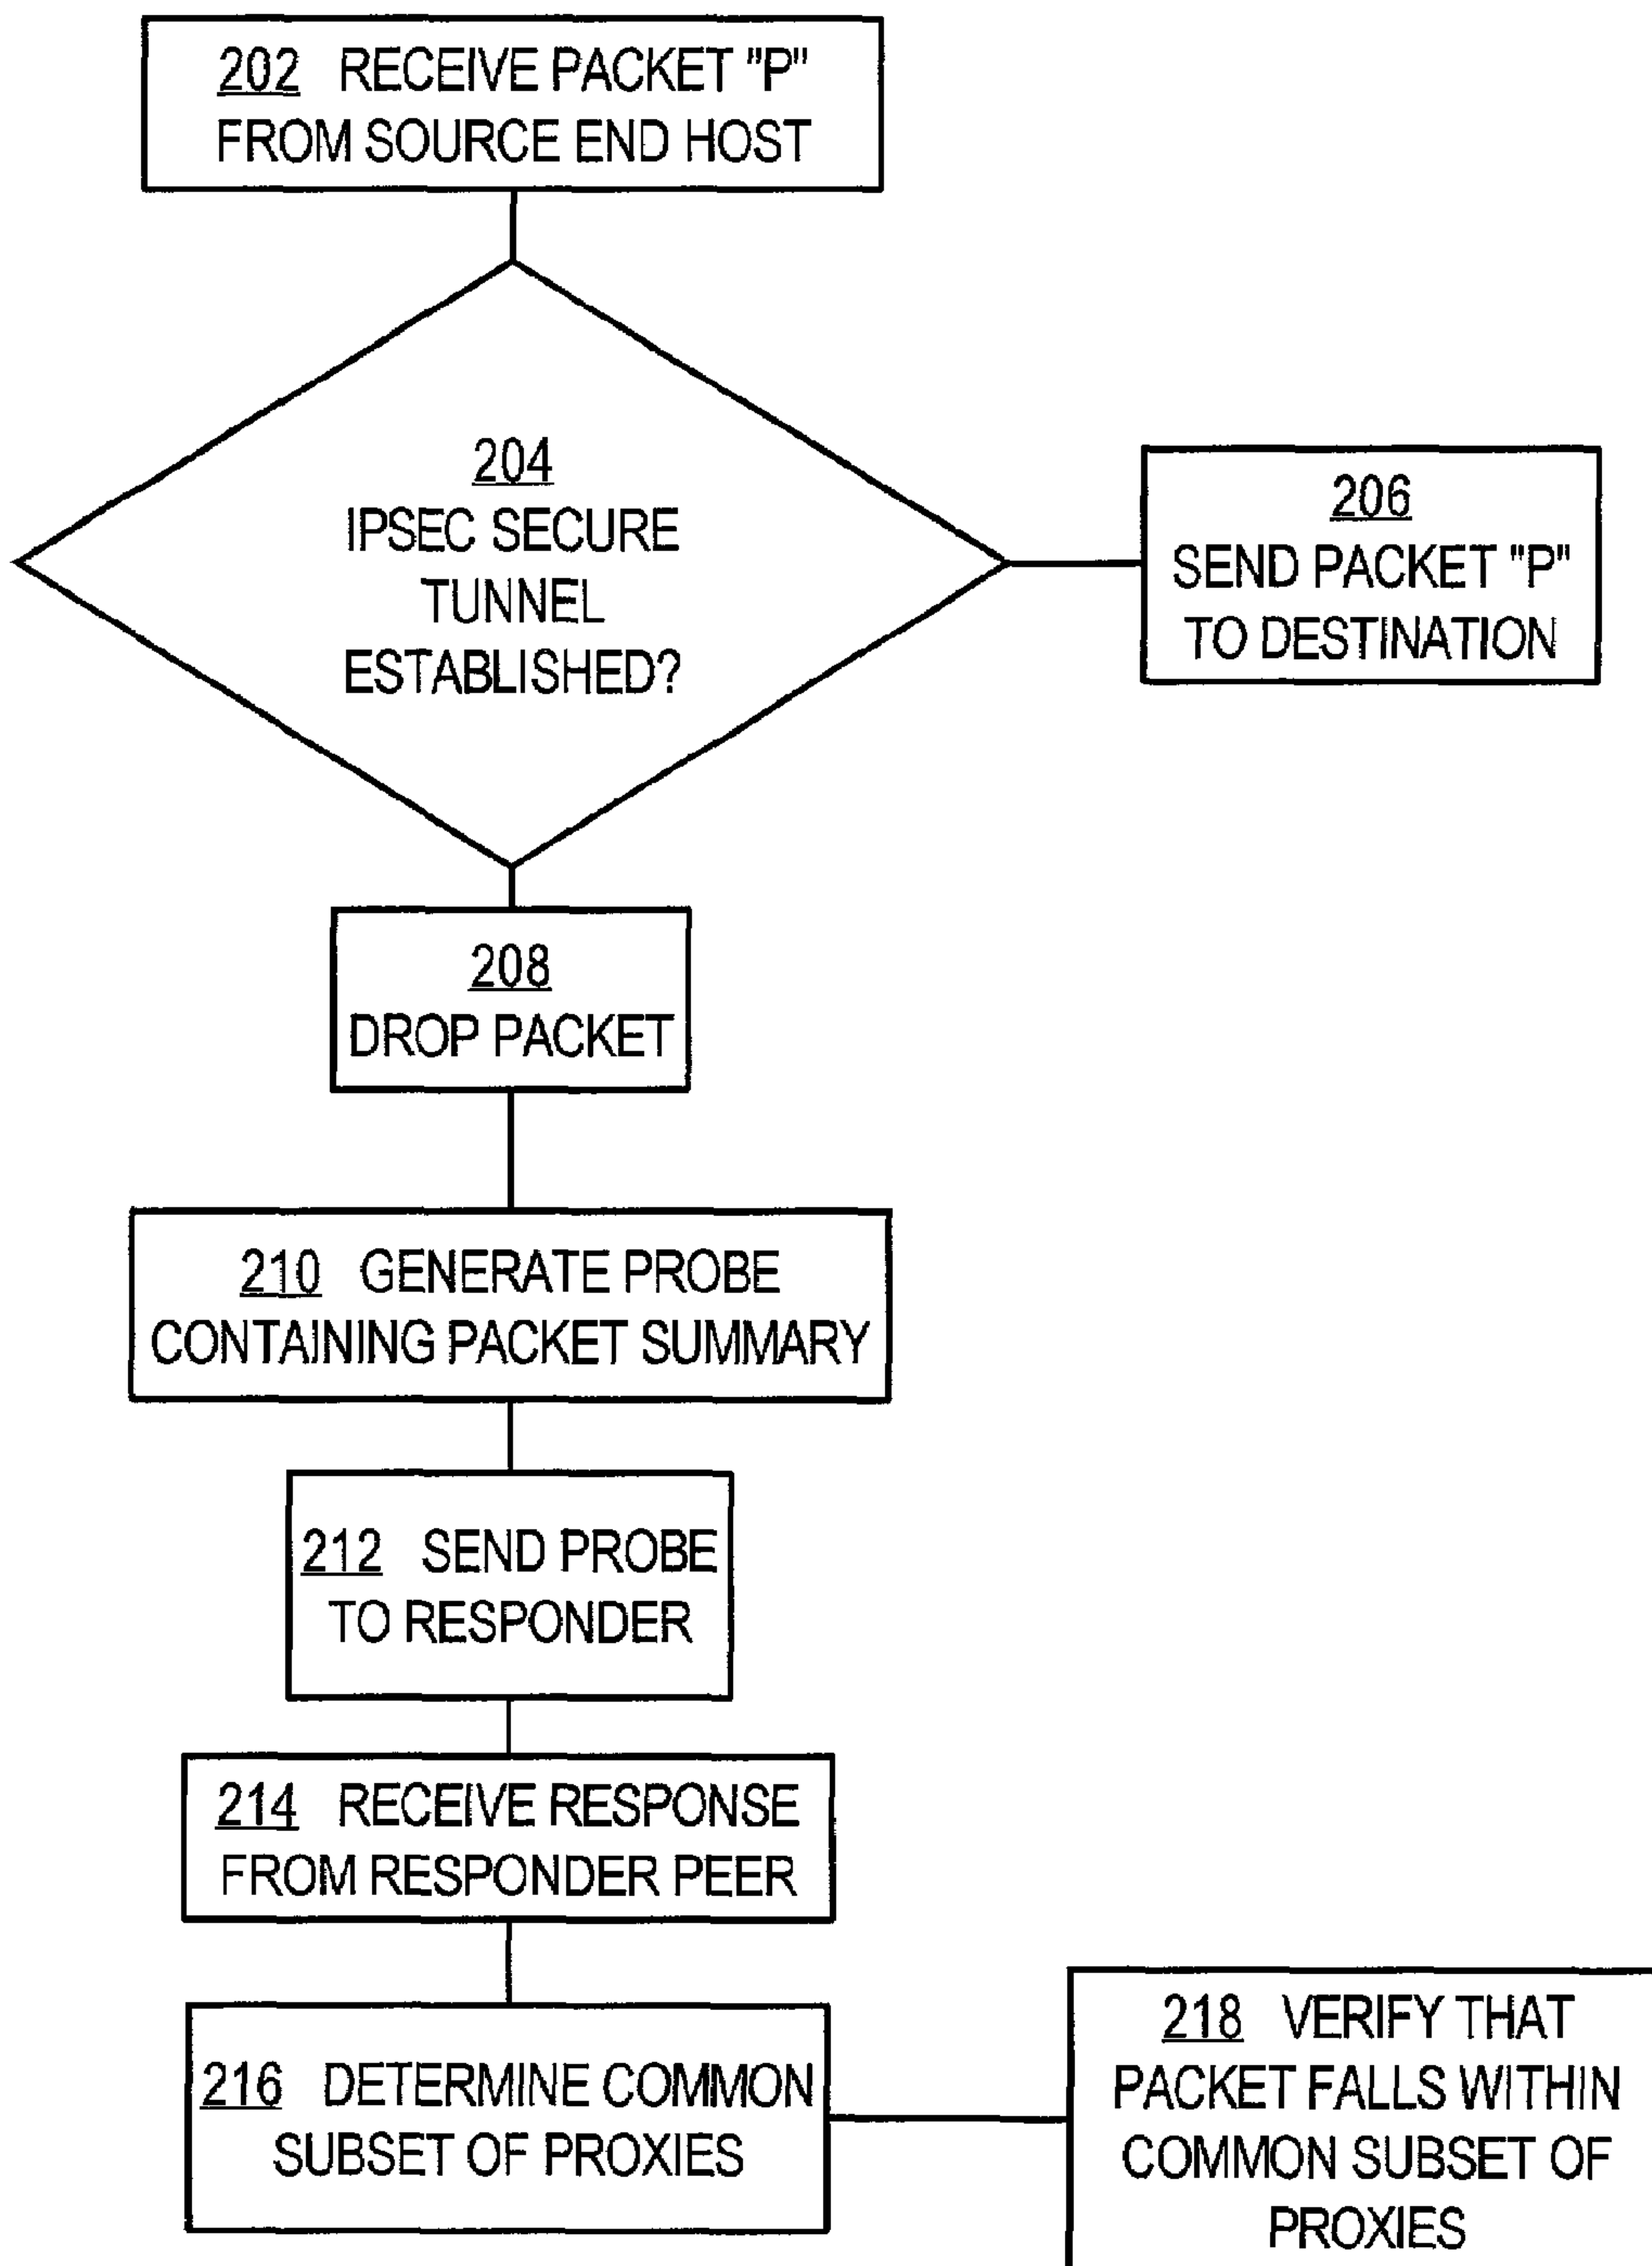 202 RECEIVE PACKET "P"
FROM SOURCE END HOST
204
IPSEC SECURE
TUNNEL
ESTABLISHED?
206
SEND PACKET "P"
TO DESTINATION
208
DROP PACKET
210 GENERATE PROBE
CONTAINING PACKET SUMMARY
212 SEND PROBE
TO RESPONDER
214 RECEIVE RESPONSE
FROM RESPONDER PEER
216 DETERMINE COMMON
SUBSET OF PROXIES
218 VERIFY THAT
PACKET FALLS WITHIN
COMMON SUBSET OF
PROXIES